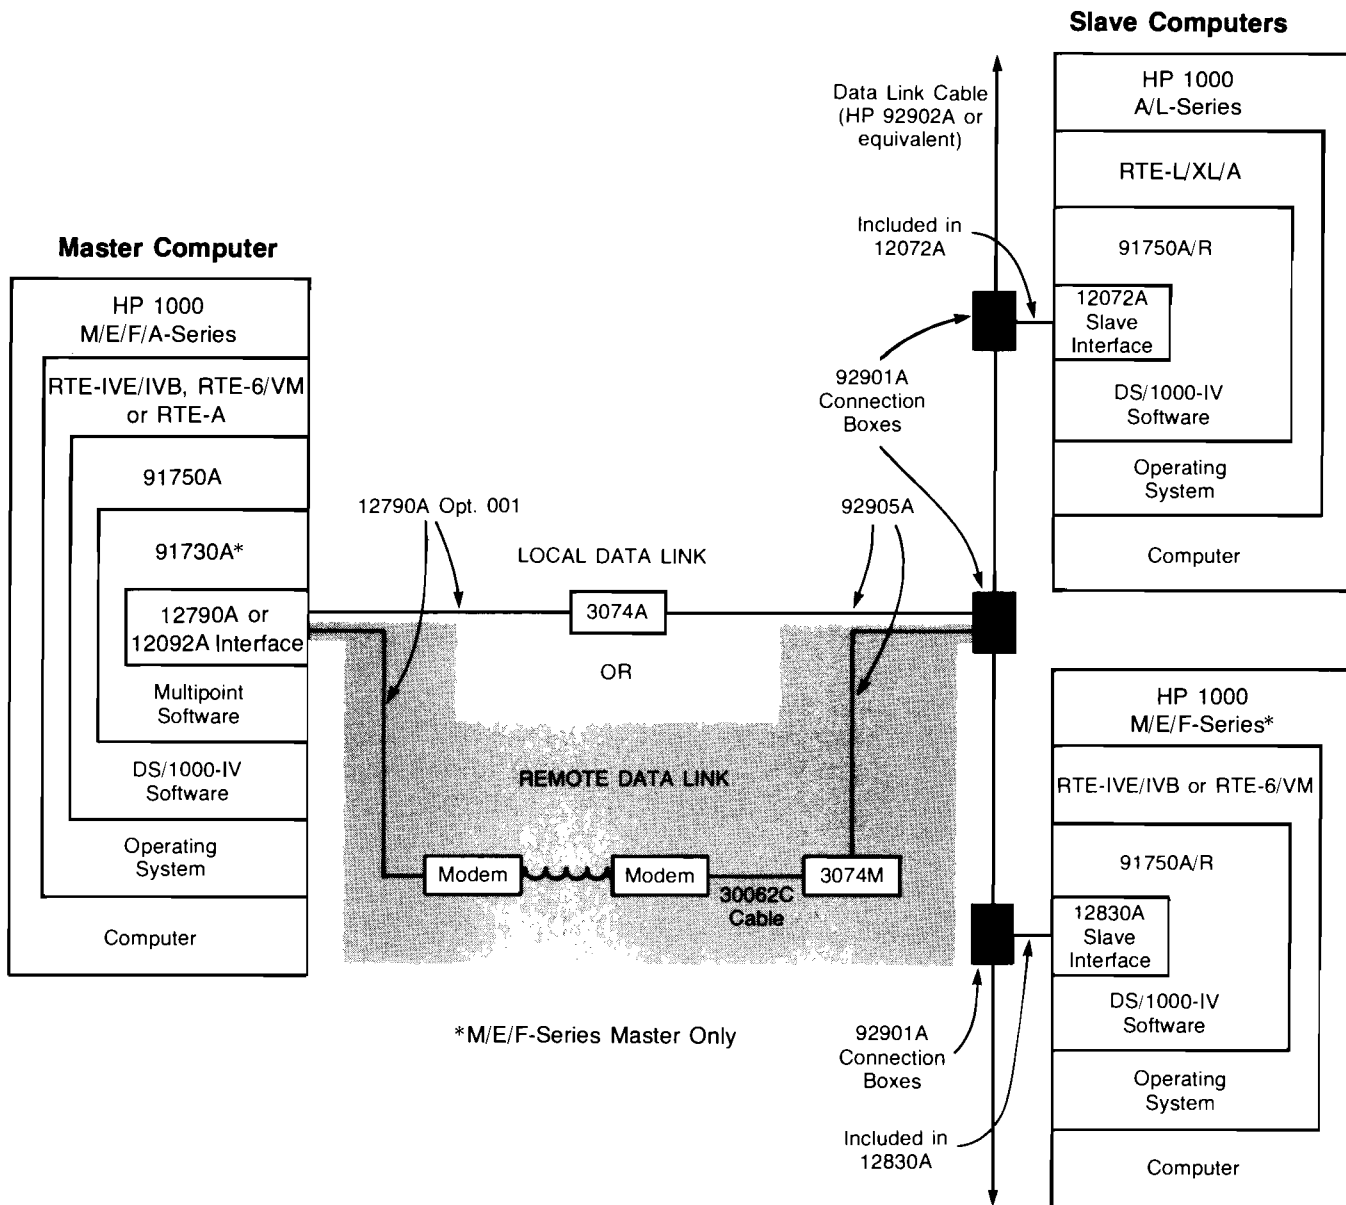 Slave Computers
HP 1000
A/L-Series
RTE-L/XL/A
91750A/R
12072A
Slave
Interface
DS/1000-IV
Software
Operating
System
Computer
Data Link Cable
(HP 92902A or
equivalent)
Included in
12072A
92901A
Connection
Boxes
Master Computer
HP 1000
M/E/F/A-Series
RTE-IVE/IVB, RTE-6/VM
or RTE-A
91750A
91730A*
12790A or
12092A Interface
Multipoint
Software
DS/1000-IV
Software
Operating
System
Computer
12790A Opt. 001
LOCAL DATA LINK
3074A
92905A
OR
REMOTE DATA LINK
Modem
Modem
30062C
Cable
3074M
*M/E/F-Series Master Only
HP 1000
M/E/F-Series*
RTE-IVE/IVB or RTE-6/VM
91750A/R
12830A
Slave
Interface
DS/1000-IV
Software
Operating
System
Computer
92901A
Connection
Boxes
Included in
12830A